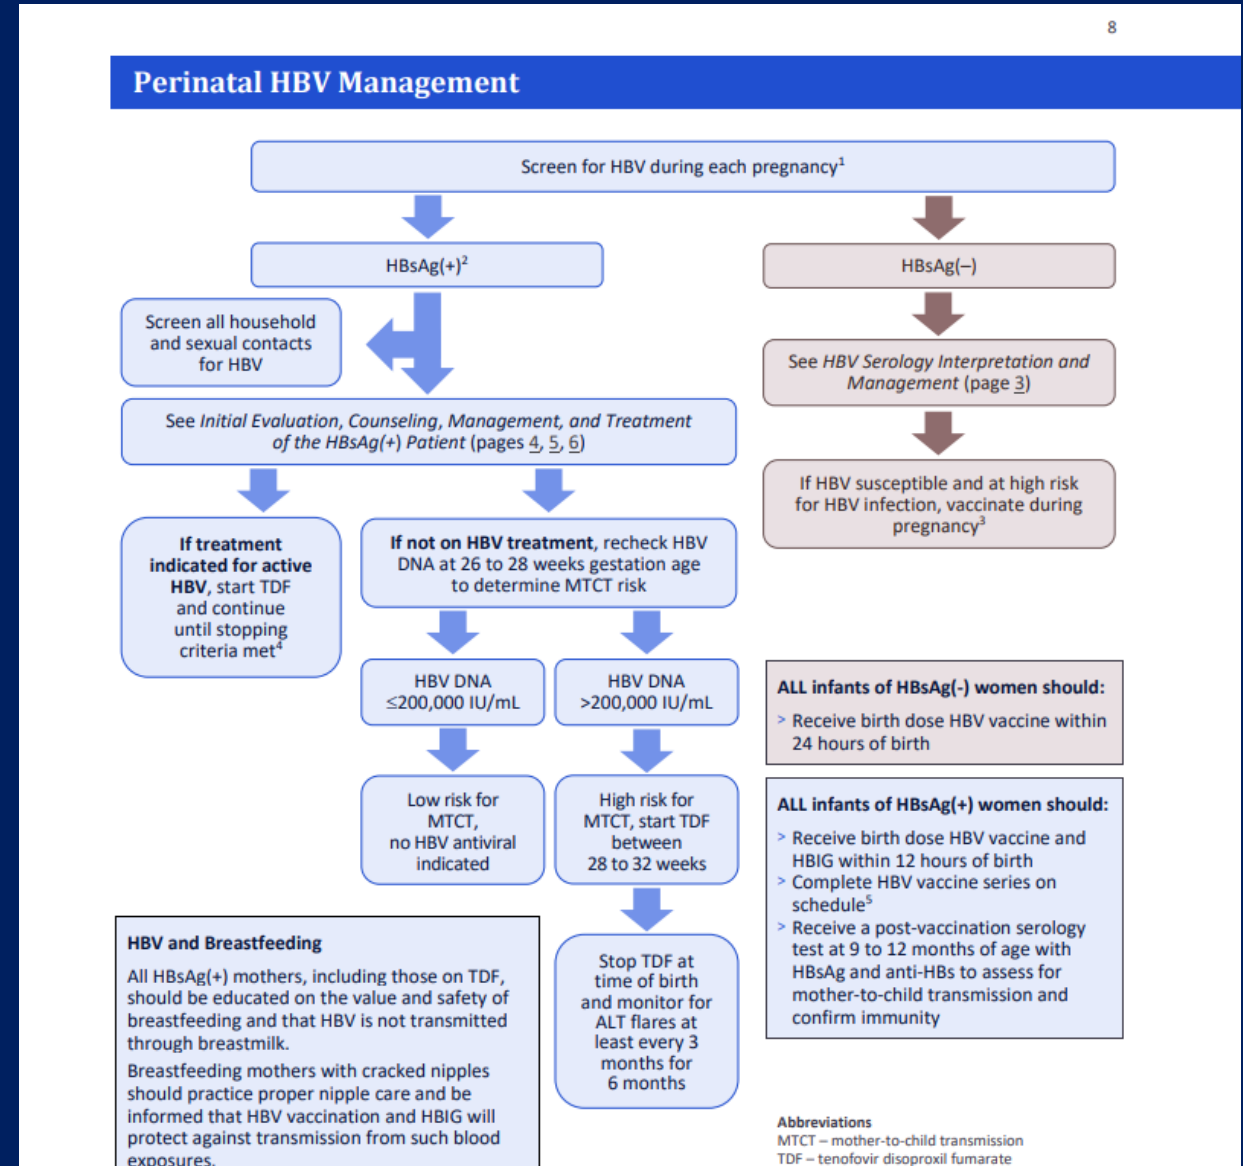 8
Perinatal HBV Management
Screen for HBV during each pregnancy¹
HBsAg(+)²
HBsAg(–)
Screen all household
and sexual contacts
for HBV
See HBV Serology Interpretation and
Management (page 3)
See Initial Evaluation, Counseling, Management, and Treatment
of the HBsAg(+) Patient (pages 4, 5, 6)
If HBV susceptible and at high risk
for HBV infection, vaccinate during
pregnancy³
If treatment
indicated for active
HBV, start TDF
and continue
until stopping
criteria met⁴
If not on HBV treatment, recheck HBV
DNA at 26 to 28 weeks gestation age
to determine MTCT risk
HBV DNA
≤200,000 IU/mL
HBV DNA
>200,000 IU/mL
Low risk for
MTCT,
no HBV antiviral
indicated
High risk for
MTCT, start TDF
between
28 to 32 weeks
Stop TDF at
time of birth
and monitor for
ALT flares at
least every 3
months for
6 months
ALL infants of HBsAg(-) women should:
> Receive birth dose HBV vaccine within
24 hours of birth
ALL infants of HBsAg(+) women should:
> Receive birth dose HBV vaccine and
HBIG within 12 hours of birth
> Complete HBV vaccine series on
schedule⁵
> Receive a post-vaccination serology
test at 9 to 12 months of age with
HBsAg and anti-HBs to assess for
mother-to-child transmission and
confirm immunity
HBV and Breastfeeding
All HBsAg(+) mothers, including those on TDF,
should be educated on the value and safety of
breastfeeding and that HBV is not transmitted
through breastmilk.
Breastfeeding mothers with cracked nipples
should practice proper nipple care and be
informed that HBV vaccination and HBIG will
protect against transmission from such blood
exposures.
Abbreviations
MTCT – mother-to-child transmission
TDF – tenofovir disoproxil fumarate